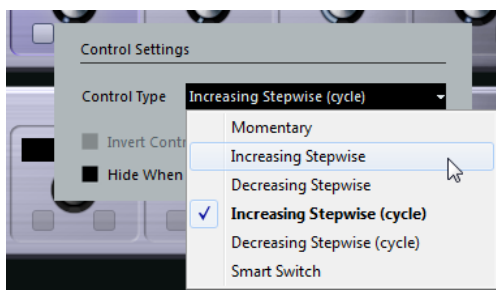 Control Settings
Control Type Increasing Stepwise (cycle)
Momentary
Invert Contr
Increasing Stepwise
Hide When
Decreasing Stepwise
Increasing Stepwise (cycle)
Decreasing Stepwise (cycle)
Smart Switch